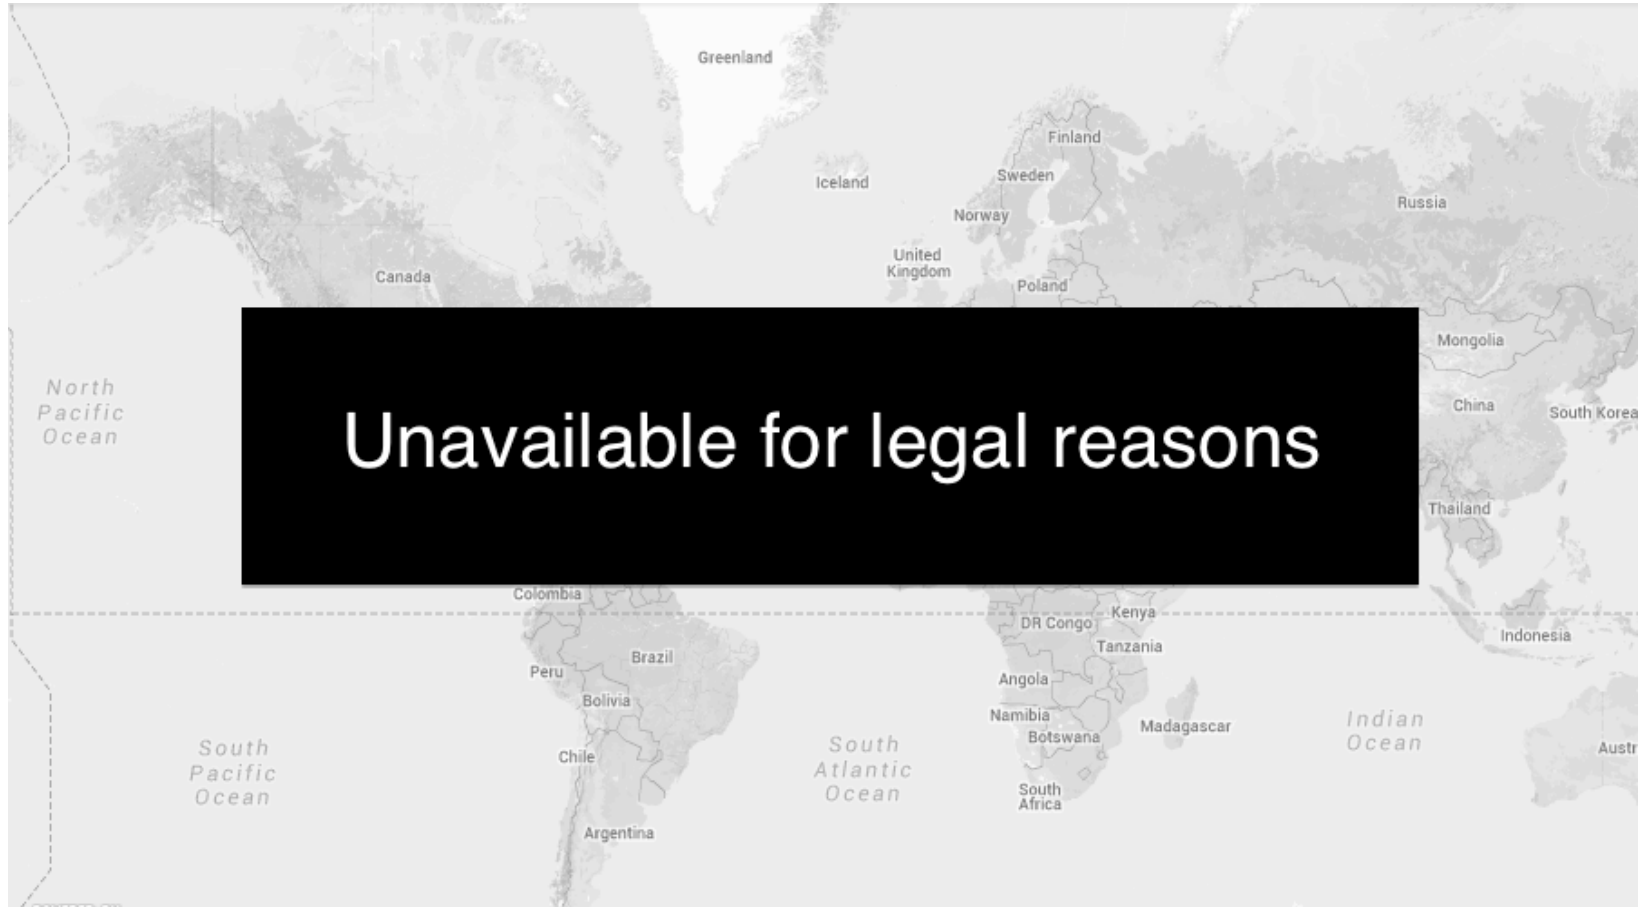 Greenland
Finland
Iceland
Sweden
Russia
Norway
United
Kingdom
Canada
Poland
Mongolia
North
Pacific
Ocean
China
South Korea
Unavailable for legal reasons
Thailand
Colombia
Kenya
DR Congo
Indonesia
Tanzania
Brazil
Peru
Angola
Bolivia
Namibia
Madagascar
Indian
Ocean
Botswana
South
Pacific
Ocean
South
Atlantic
Ocean
Austr
Chile
South
Africa
Argentina